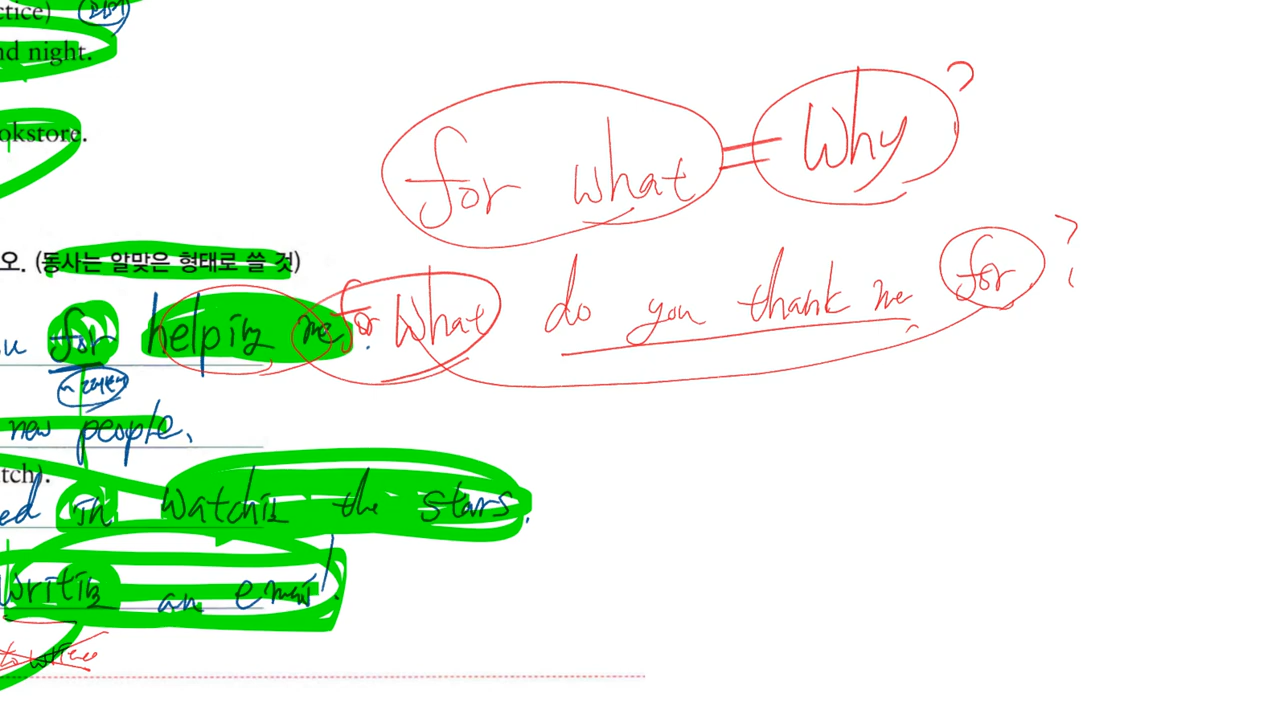 ctice)
nd night.
for what = Why?
okstore.
오. (동사는 알맞은 형태로 쓸 것)
for helping me. for What do you thank me for?
new people.
tch).
ed in watching the stars.
writing an email.